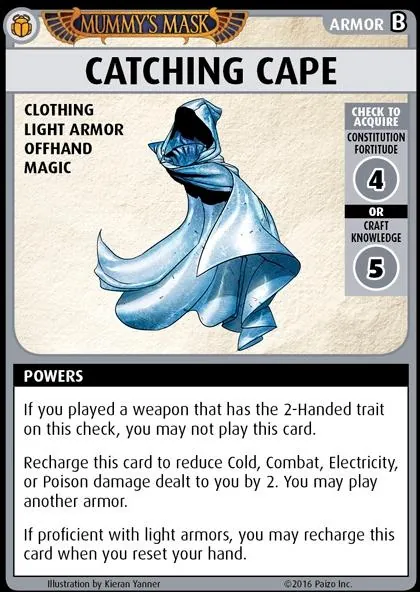 MUMMY'S MASK
ARMOR B
CATCHING CAPE
CLOTHING
LIGHT ARMOR
OFFHAND
MAGIC
CHECK TO
ACQUIRE
CONSTITUTION
FORTITUDE
4
OR
CRAFT
KNOWLEDGE
5
POWERS
If you played a weapon that has the 2-Handed trait
on this check, you may not play this card.
Recharge this card to reduce Cold, Combat, Electricity,
or Poison damage dealt to you by 2. You may play
another armor.
If proficient with light armors, you may recharge this
card when you reset your hand.
Illustration by Kieran Yanner
©2016 Paizo Inc.